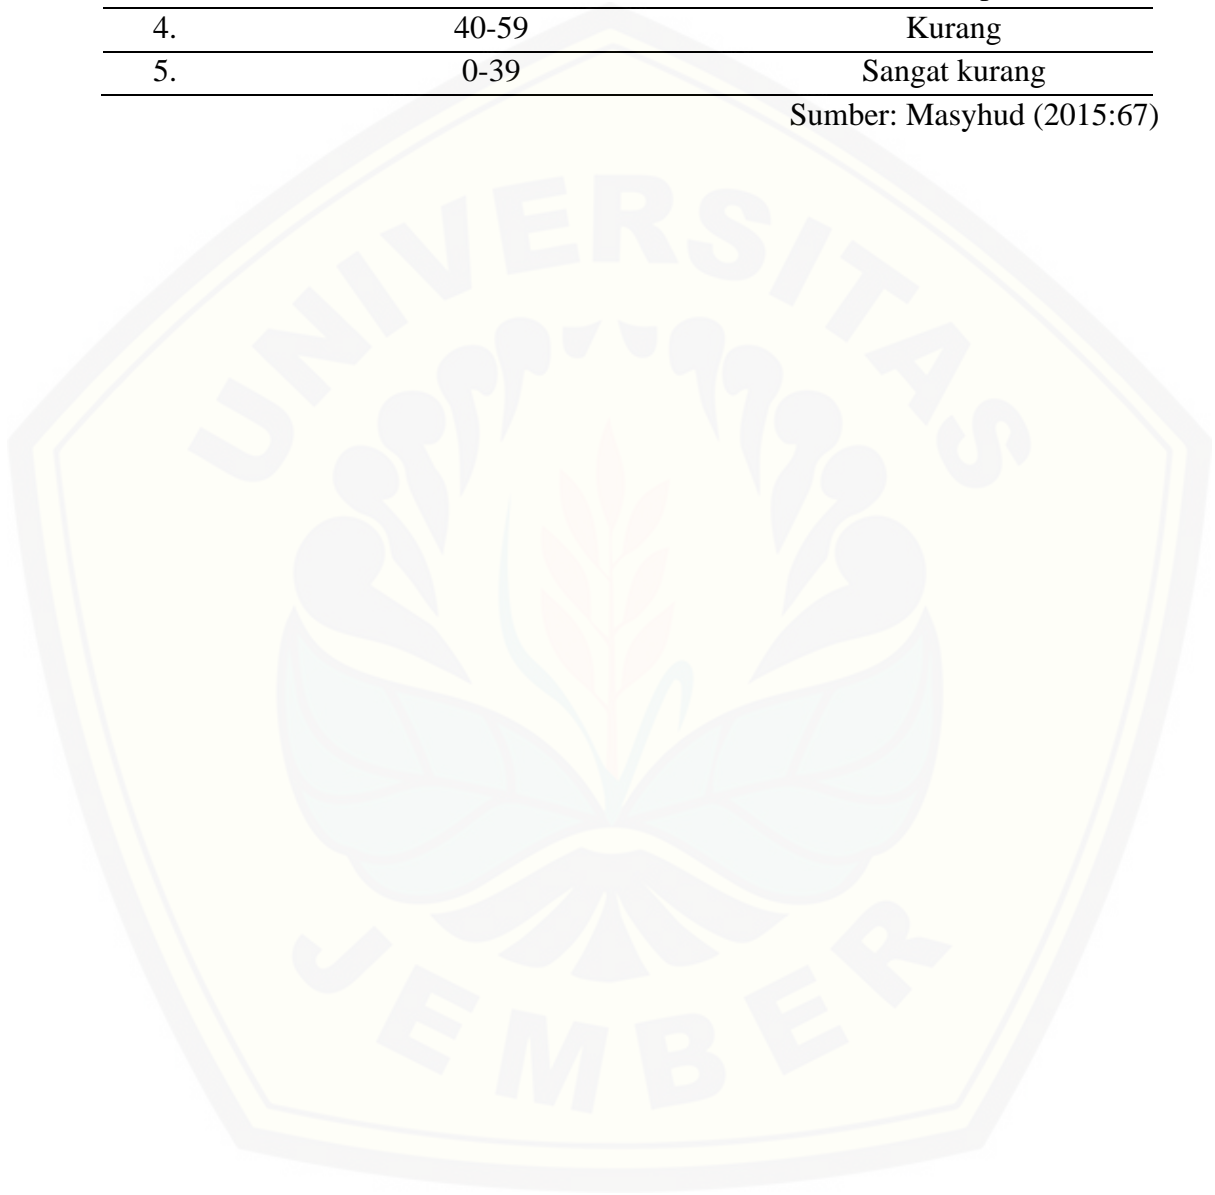 4. 40-59 Kurang
5. 0-39 Sangat kurang
Sumber: Masyhud (2015:67)
UNIVERSITAS
JEMBER